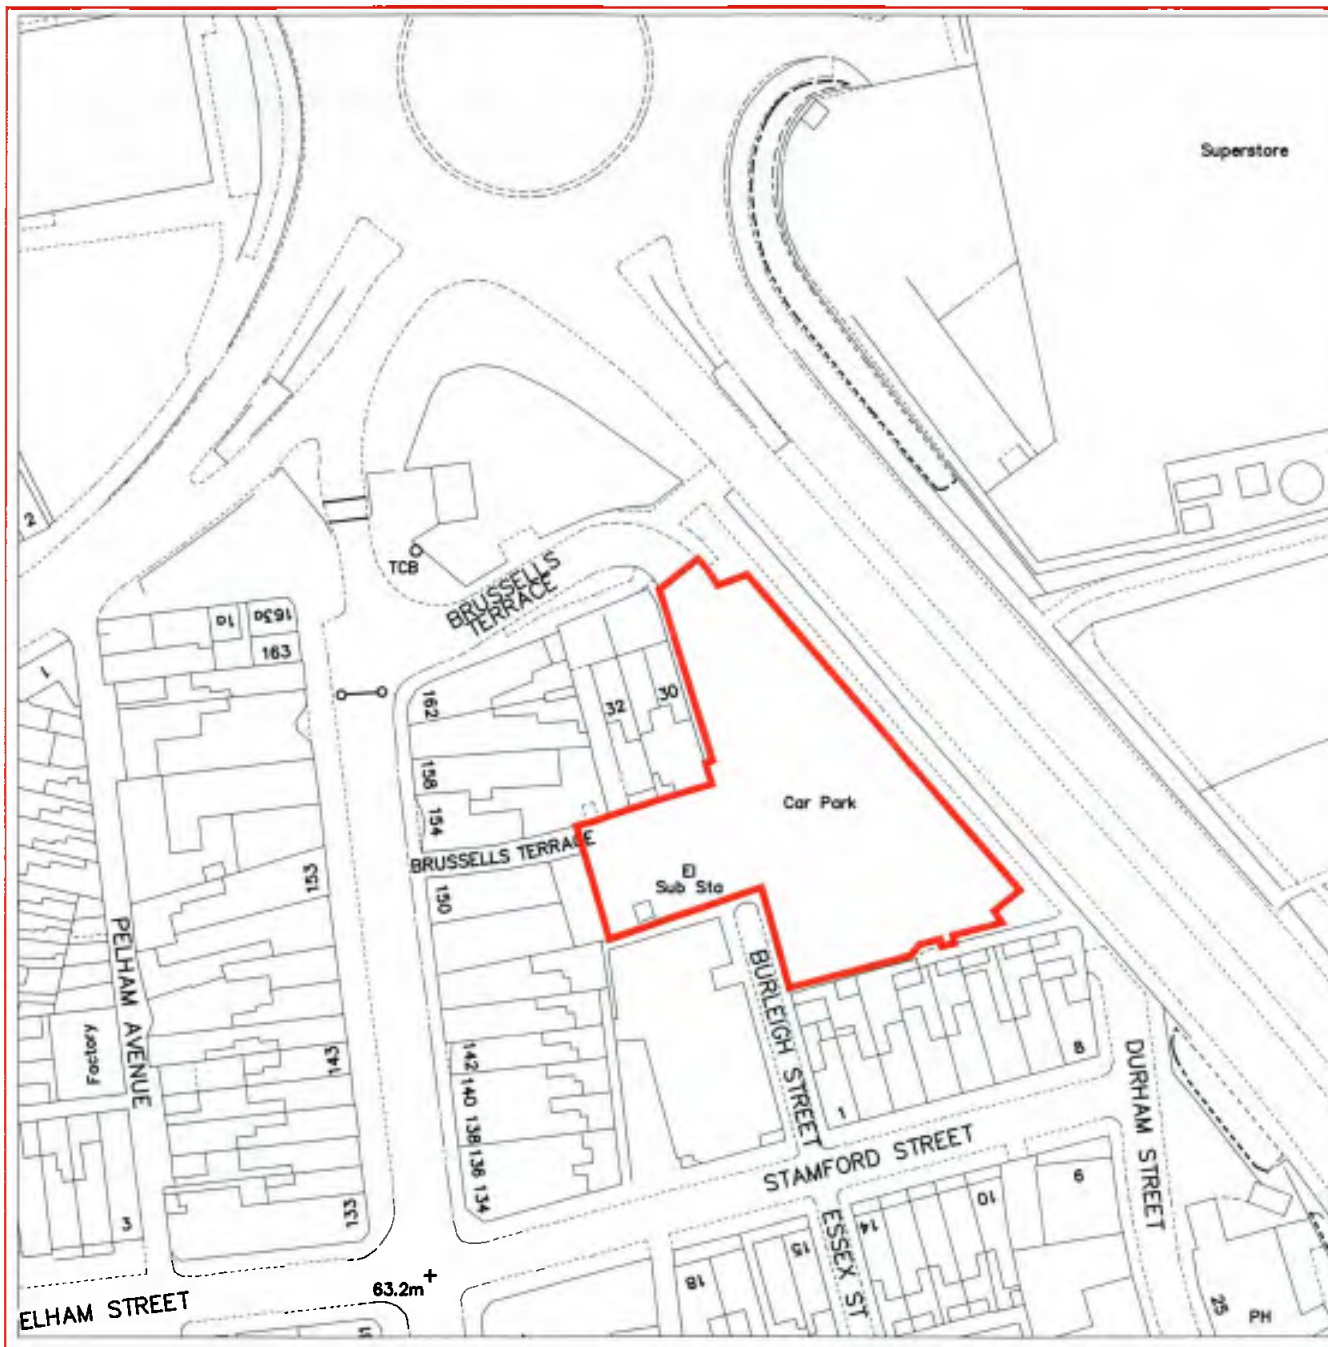 Superstore
2
TCB
BRUSSELLS
TERRACE
1a
163a
163
1
162
32
30
158
154
Car Park
BRUSSELLS TERRACE
El
Sub Sta
153
150
PELHAM AVENUE
BURLEIGH STREET
Factory
143
142
140
138
136
134
8
1
DURHAM STREET
STAMFORD STREET
133
10
9
14
15
ESSEX ST
18
63.2m
ELHAM STREET
25
PH